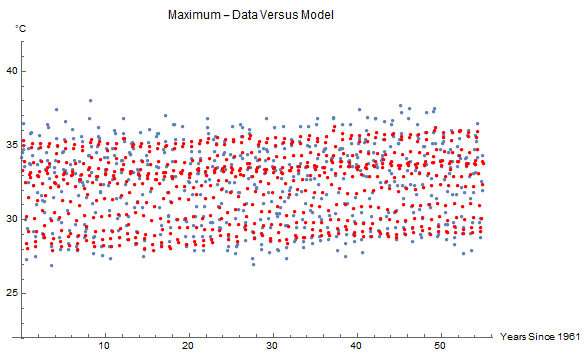 Maximum – Data Versus Model
°C
40
35
30
25
10 20 30 40 50 Years Since 1961